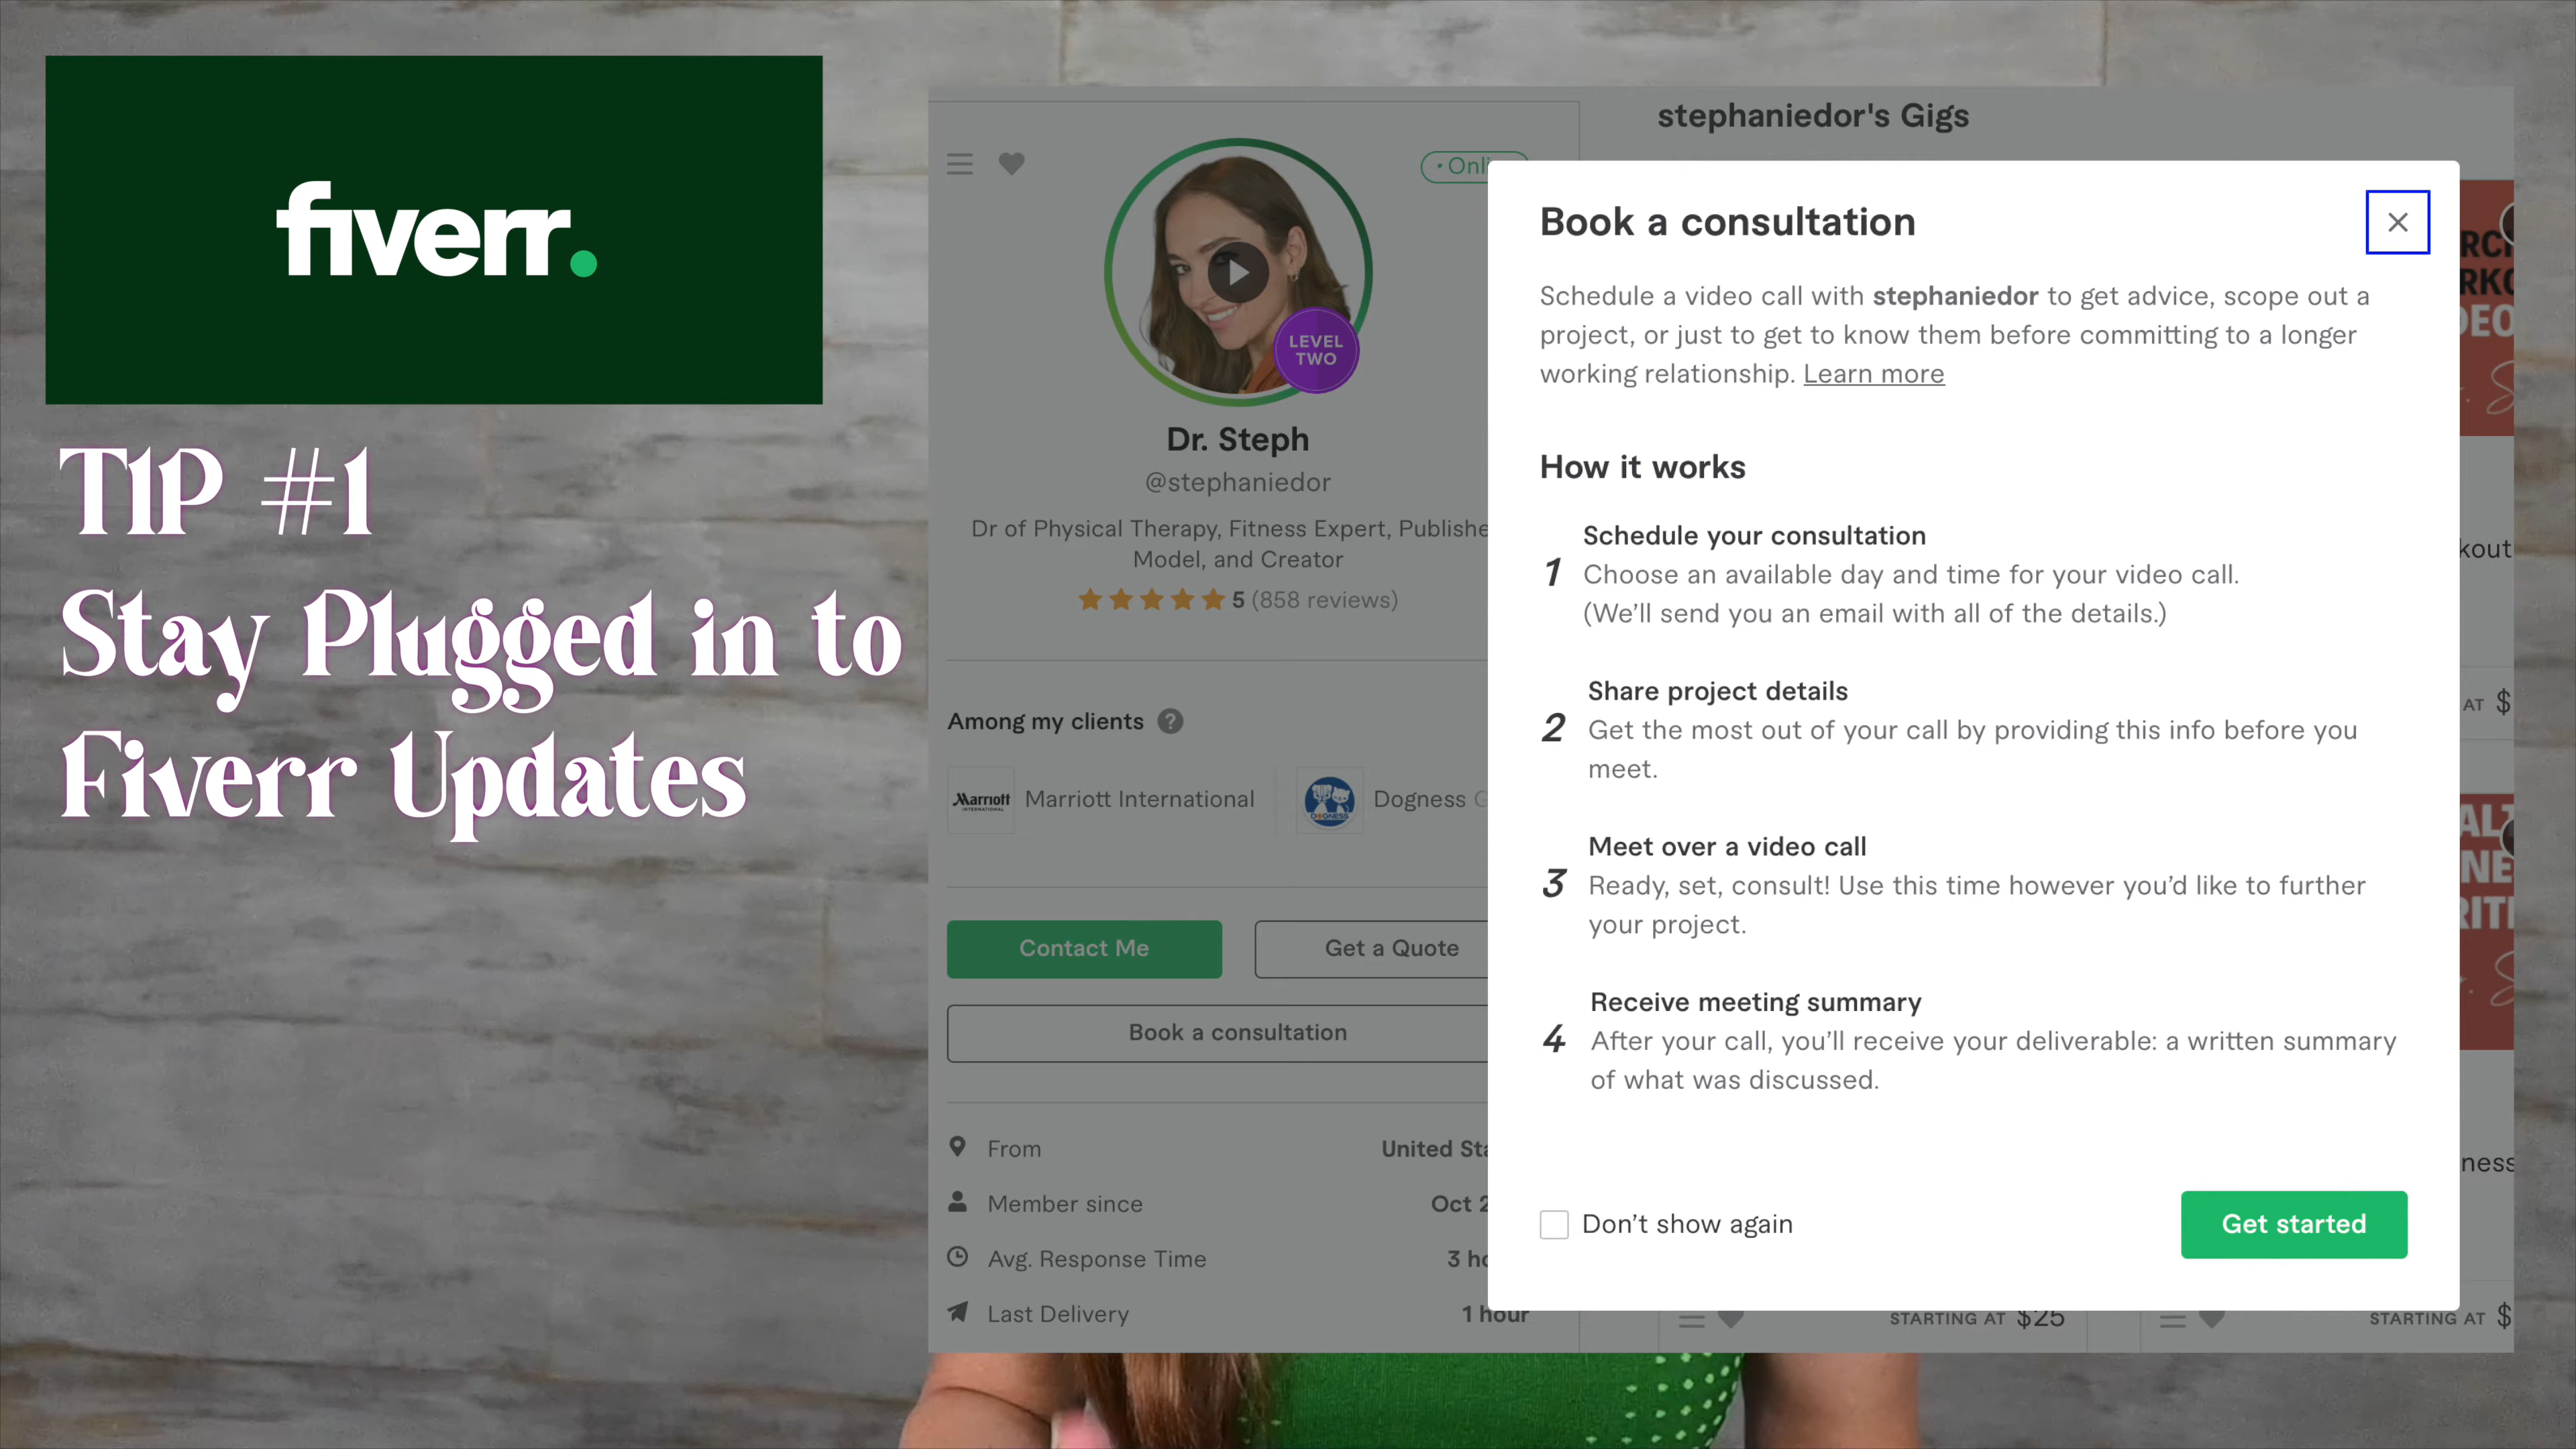 fiverr.
TIP #1
Stay Plugged in to
Fiverr Updates
stephaniedor's Gigs
LEVEL
TWO
Dr. Steph
@stephaniedor
Dr of Physical Therapy, Fitness Expert,
Model, and Creator
5 (858 reviews)
Among my clients ?
Marriott
INTERNATIONAL
Marriott International
DOGNESS
Dogness
Contact Me
Get a Quote
Book a consultation
From
United
Member since
Oct
Avg. Response Time
3
Last Delivery
1 hour
Book a consultation
Schedule a video call with stephaniedor to get advice, scope out a
project, or just to get to know them before committing to a longer
working relationship. Learn more
How it works
1 Schedule your consultation
Choose an available day and time for your video call.
(We'll send you an email with all of the details.)
2 Share project details
Get the most out of your call by providing this info before you
meet.
3 Meet over a video call
Ready, set, consult! Use this time however you'd like to further
your project.
4 Receive meeting summary
After your call, you'll receive your deliverable: a written summary
of what was discussed.
Don't show again
Get started
AT $
STARTING AT $25
STARTING AT $